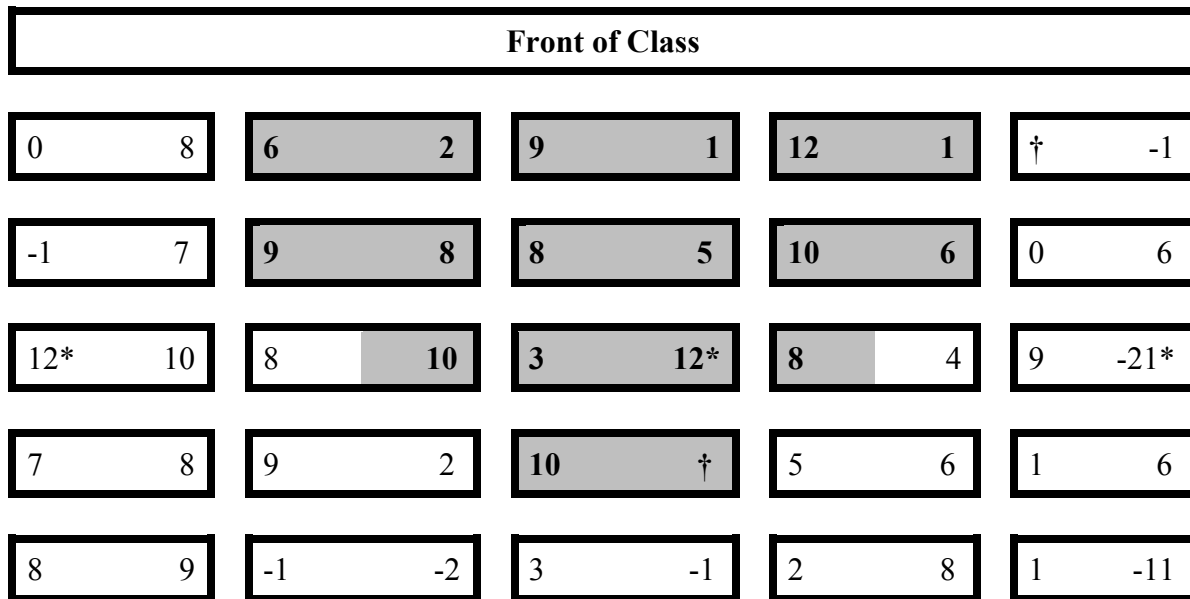 Front of Class
0 8 6 2 9 1 12 1 † -1
-1 7 9 8 8 5 10 6 0 6
12* 10 8 10 3 12* 8 4 9 -21*
7 8 9 2 10 † 5 6 1 6
8 9 -1 -2 3 -1 2 8 1 -11